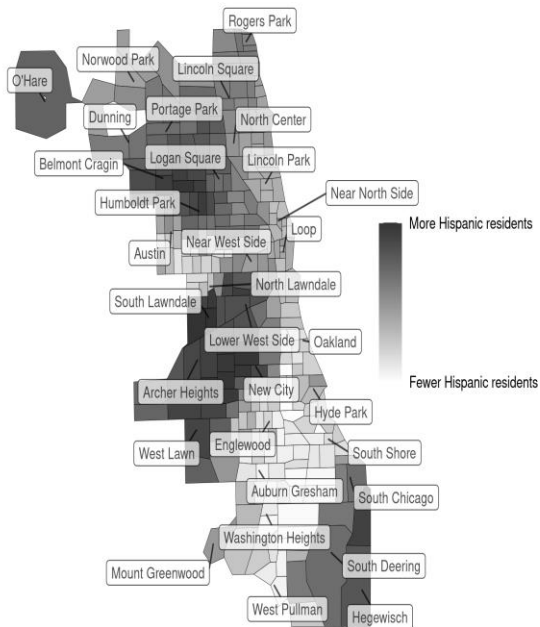 Rogers Park
Norwood Park
Lincoln Square
O'Hare
Portage Park
Dunning
North Center
Belmont Cragin
Logan Square
Lincoln Park
Near North Side
Humboldt Park
More Hispanic residents
Loop
Near West Side
Austin
North Lawndale
South Lawndale
Lower West Side
Oakland
Fewer Hispanic residents
Archer Heights
New City
Hyde Park
Englewood
West Lawn
South Shore
Auburn Gresham
South Chicago
Washington Heights
South Deering
Mount Greenwood
West Pullman
Hegewisch